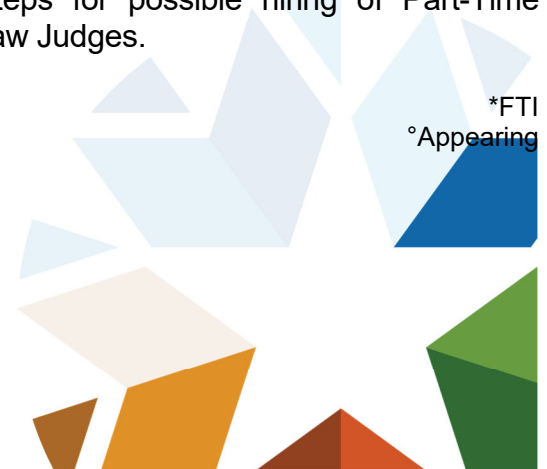 teps for possible hiring of Part-Time
aw Judges.
*FTI
°Appearing